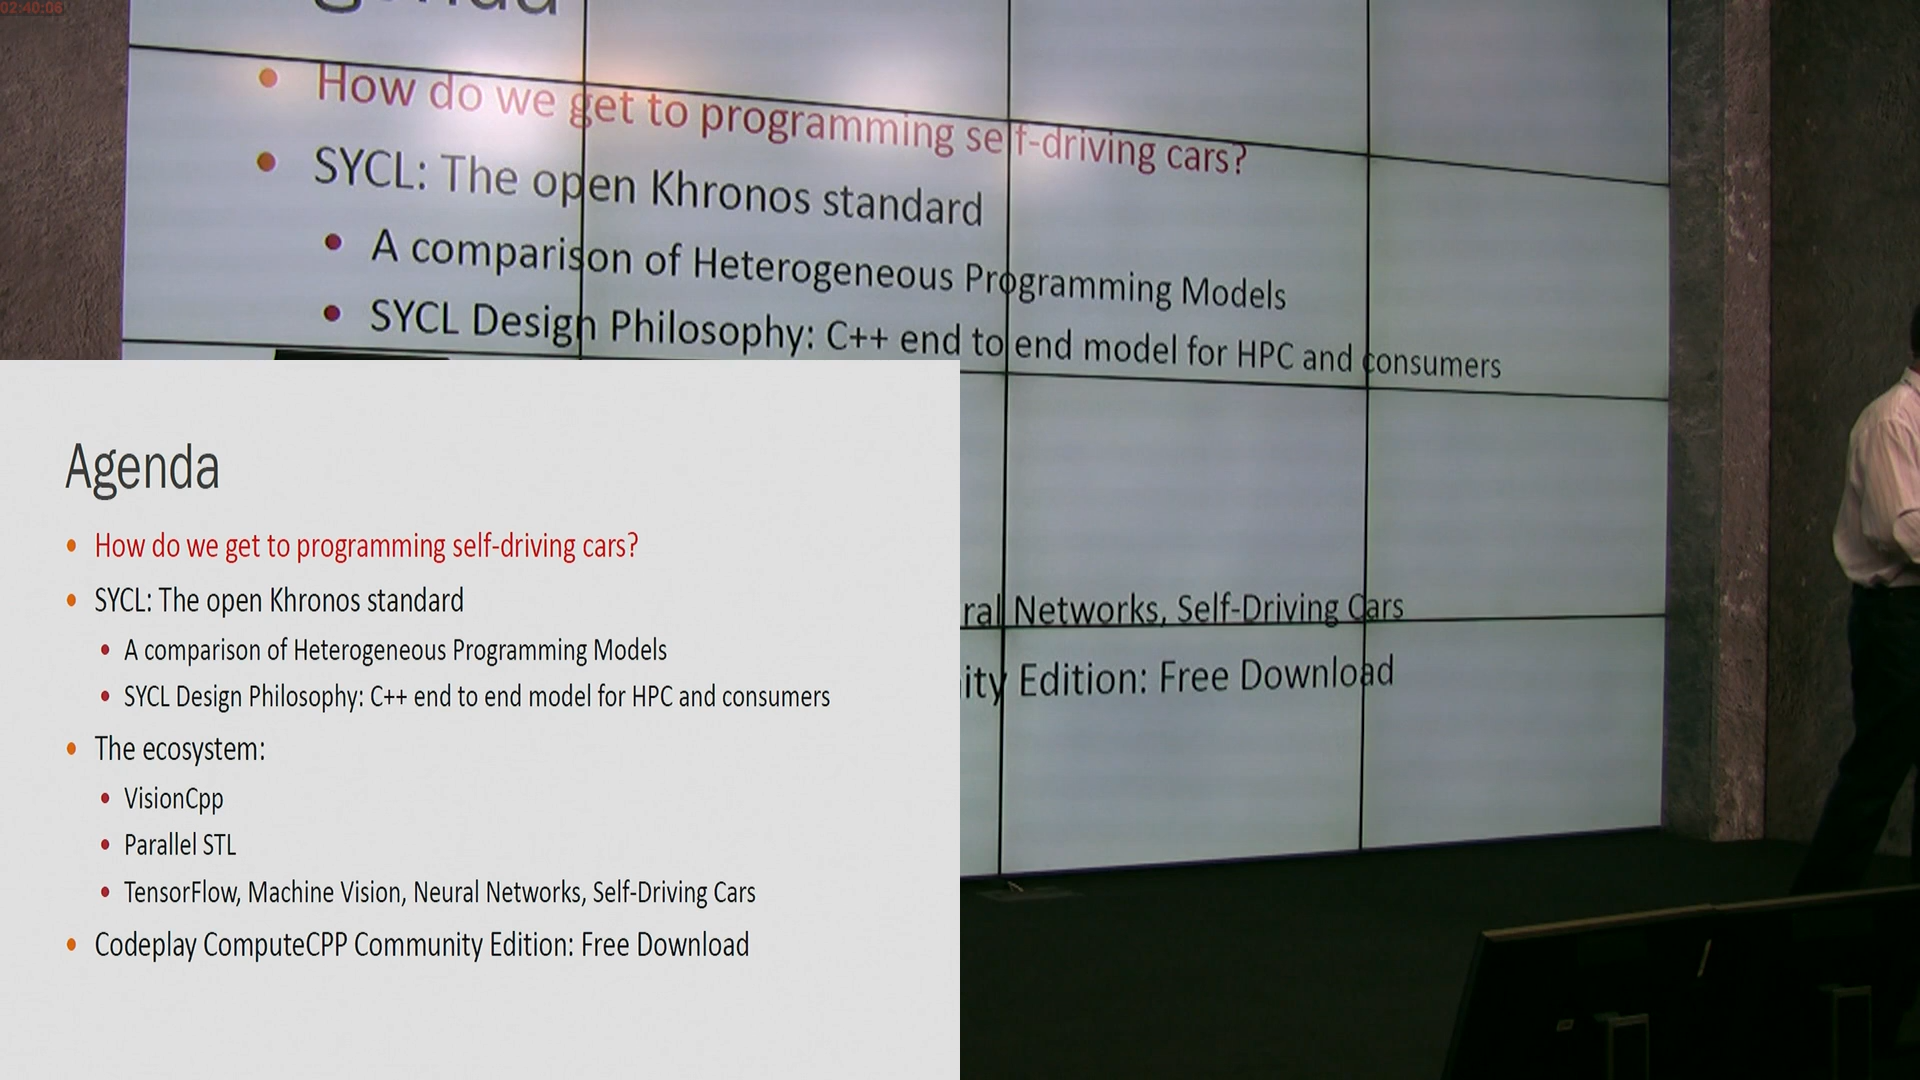 02:40:06
genda
How do we get to programming self-driving cars?
SYCL: The open Khronos standard
A comparison of Heterogeneous Programming Models
SYCL Design Philosophy: C++ end to end model for HPC and consumers
ral Networks, Self-Driving Cars
ity Edition: Free Download
Agenda
How do we get to programming self-driving cars?
SYCL: The open Khronos standard
A comparison of Heterogeneous Programming Models
SYCL Design Philosophy: C++ end to end model for HPC and consumers
The ecosystem:
VisionCpp
Parallel STL
TensorFlow, Machine Vision, Neural Networks, Self-Driving Cars
Codeplay ComputeCPP Community Edition: Free Download